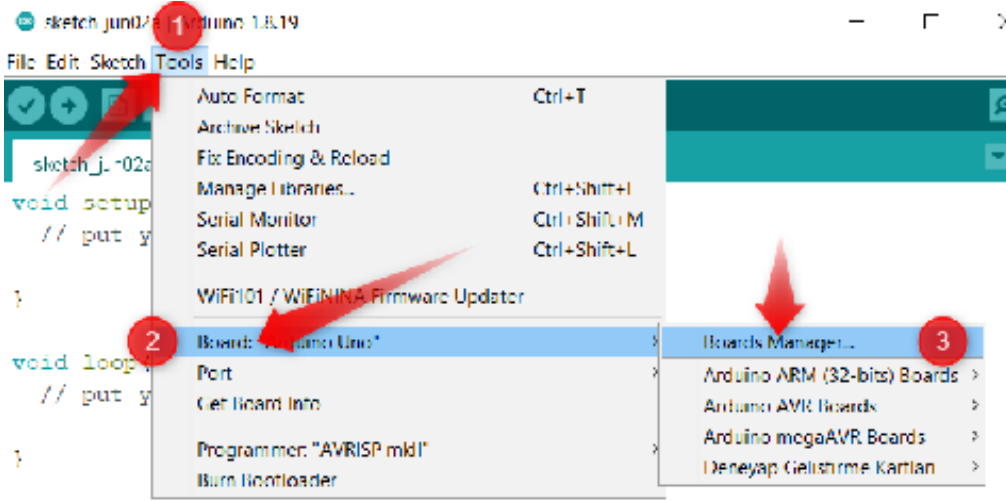 sketch_jun02a | Arduino 1.8.19
File Edit Sketch Tools Help
1
Auto Format Ctrl+T
Archive Sketch
Fix Encoding & Reload
Manage Libraries... Ctrl+Shift+I
Serial Monitor Ctrl+Shift+M
Serial Plotter Ctrl+Shift+L
WiFi101 / WiFiNINA Firmware Updater
Board: "Arduino Uno"
Port
Get Board Info
Programmer: "AVRISP mkII"
Burn Bootloader
2
Boards Manager...
3
Arduino ARM (32-bits) Boards
Arduino AVR Boards
Arduino megaAVR Boards
Deneyap Geliştirme Kartları
sketch_jun02a
void setup
// put y
}
void loop(
// put y
}